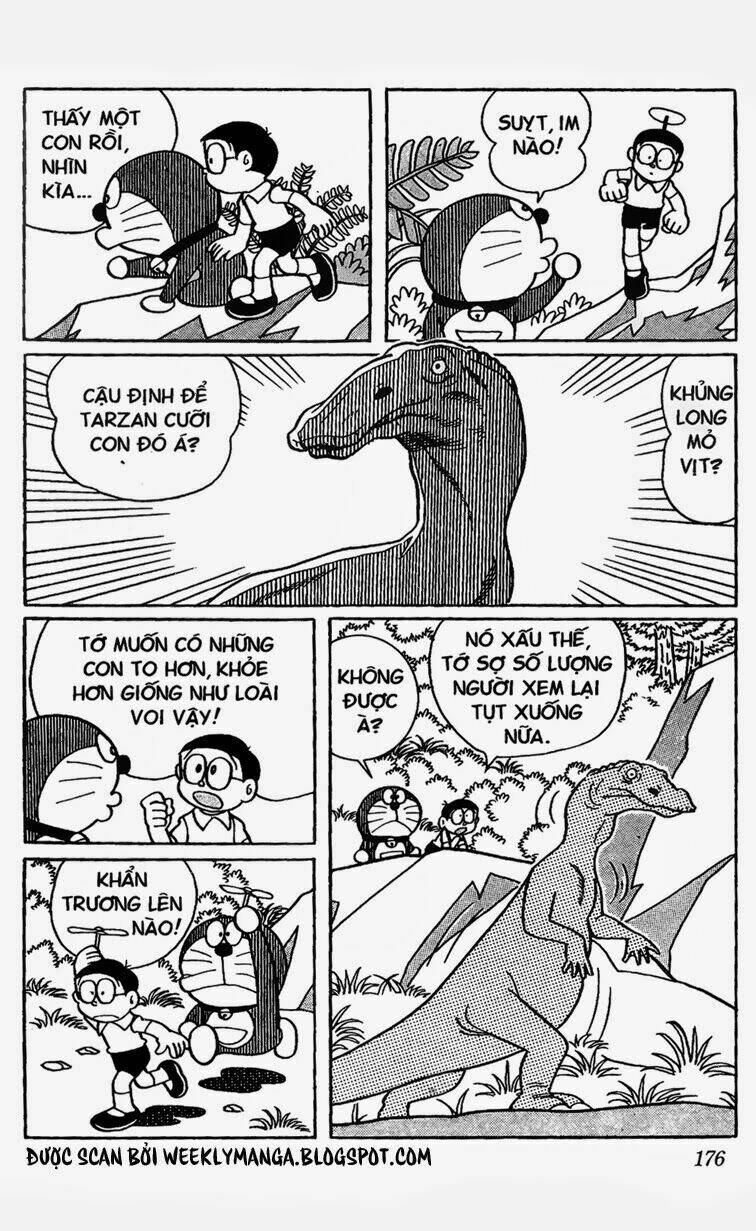 THẤY MỘT
CON RỒI,
NHÌN
KÌA...
SUỴT, IM
NÀO!
CẬU ĐỊNH ĐỂ
TARZAN CƯỠI
CON ĐÓ Á?
KHỦNG
LONG
MỎ
VỊT?
TỚ MUỐN CÓ NHỮNG
CON TO HƠN, KHỎE
HƠN GIỐNG NHƯ LOÀI
VOI VẬY!
KHÔNG
ĐƯỢC
À?
NÓ XẤU THẾ,
TỚ SỢ SỐ LƯỢNG
NGƯỜI XEM LẠI
TỤT XUỐNG
NỮA.
KHẨN
TRƯƠNG LÊN
NÀO!
ĐƯỢC SCAN BỞI WEEKLYMANGA.BLOGSPOT.COM
176